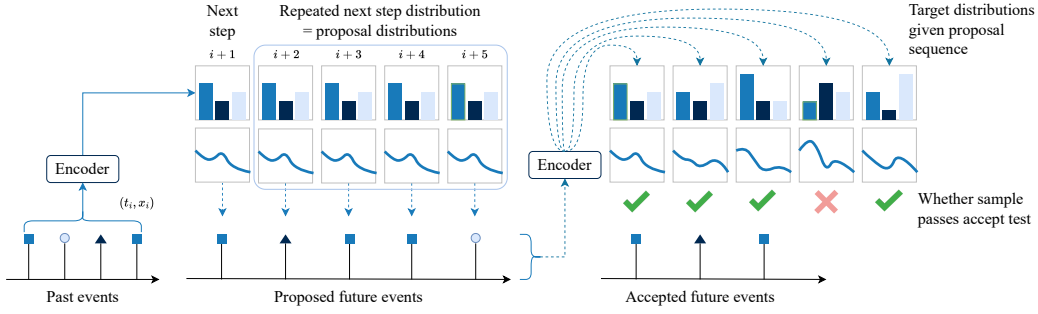 Next
step
Repeated next step distribution
= proposal distributions
Target distributions
given proposal
sequence
i + 1
i + 2
i + 3
i + 4
i + 5
Encoder
Encoder
(t_i, x_i)
Whether sample
passes accept test
Past events
Proposed future events
Accepted future events